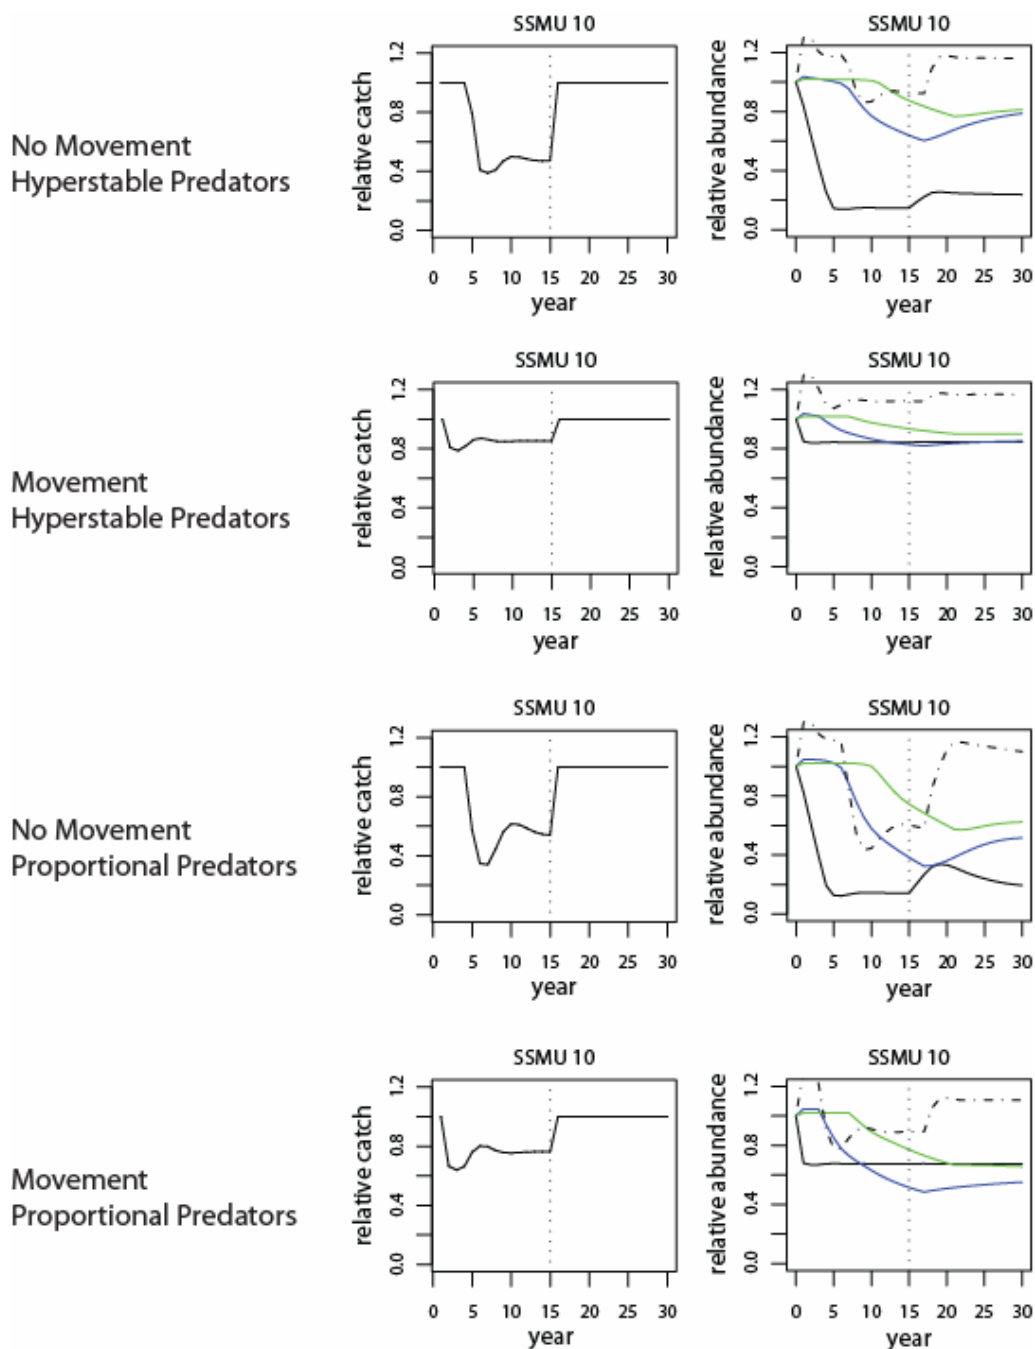 SSMU 10
SSMU 10
No Movement
Hyperstable Predators
relative catch
0.0 0.4 0.8 1.2
0 5 10 15 20 25 30
year
relative abundance
0.0 0.4 0.8 1.2
0 5 10 15 20 25 30
year
SSMU 10
SSMU 10
Movement
Hyperstable Predators
relative catch
0.0 0.4 0.8 1.2
0 5 10 15 20 25 30
year
relative abundance
0.0 0.4 0.8 1.2
0 5 10 15 20 25 30
year
SSMU 10
SSMU 10
No Movement
Proportional Predators
relative catch
0.0 0.4 0.8 1.2
0 5 10 15 20 25 30
year
relative abundance
0.0 0.4 0.8 1.2
0 5 10 15 20 25 30
year
SSMU 10
SSMU 10
Movement
Proportional Predators
relative catch
0.0 0.4 0.8 1.2
0 5 10 15 20 25 30
year
relative abundance
0.0 0.4 0.8 1.2
0 5 10 15 20 25 30
year